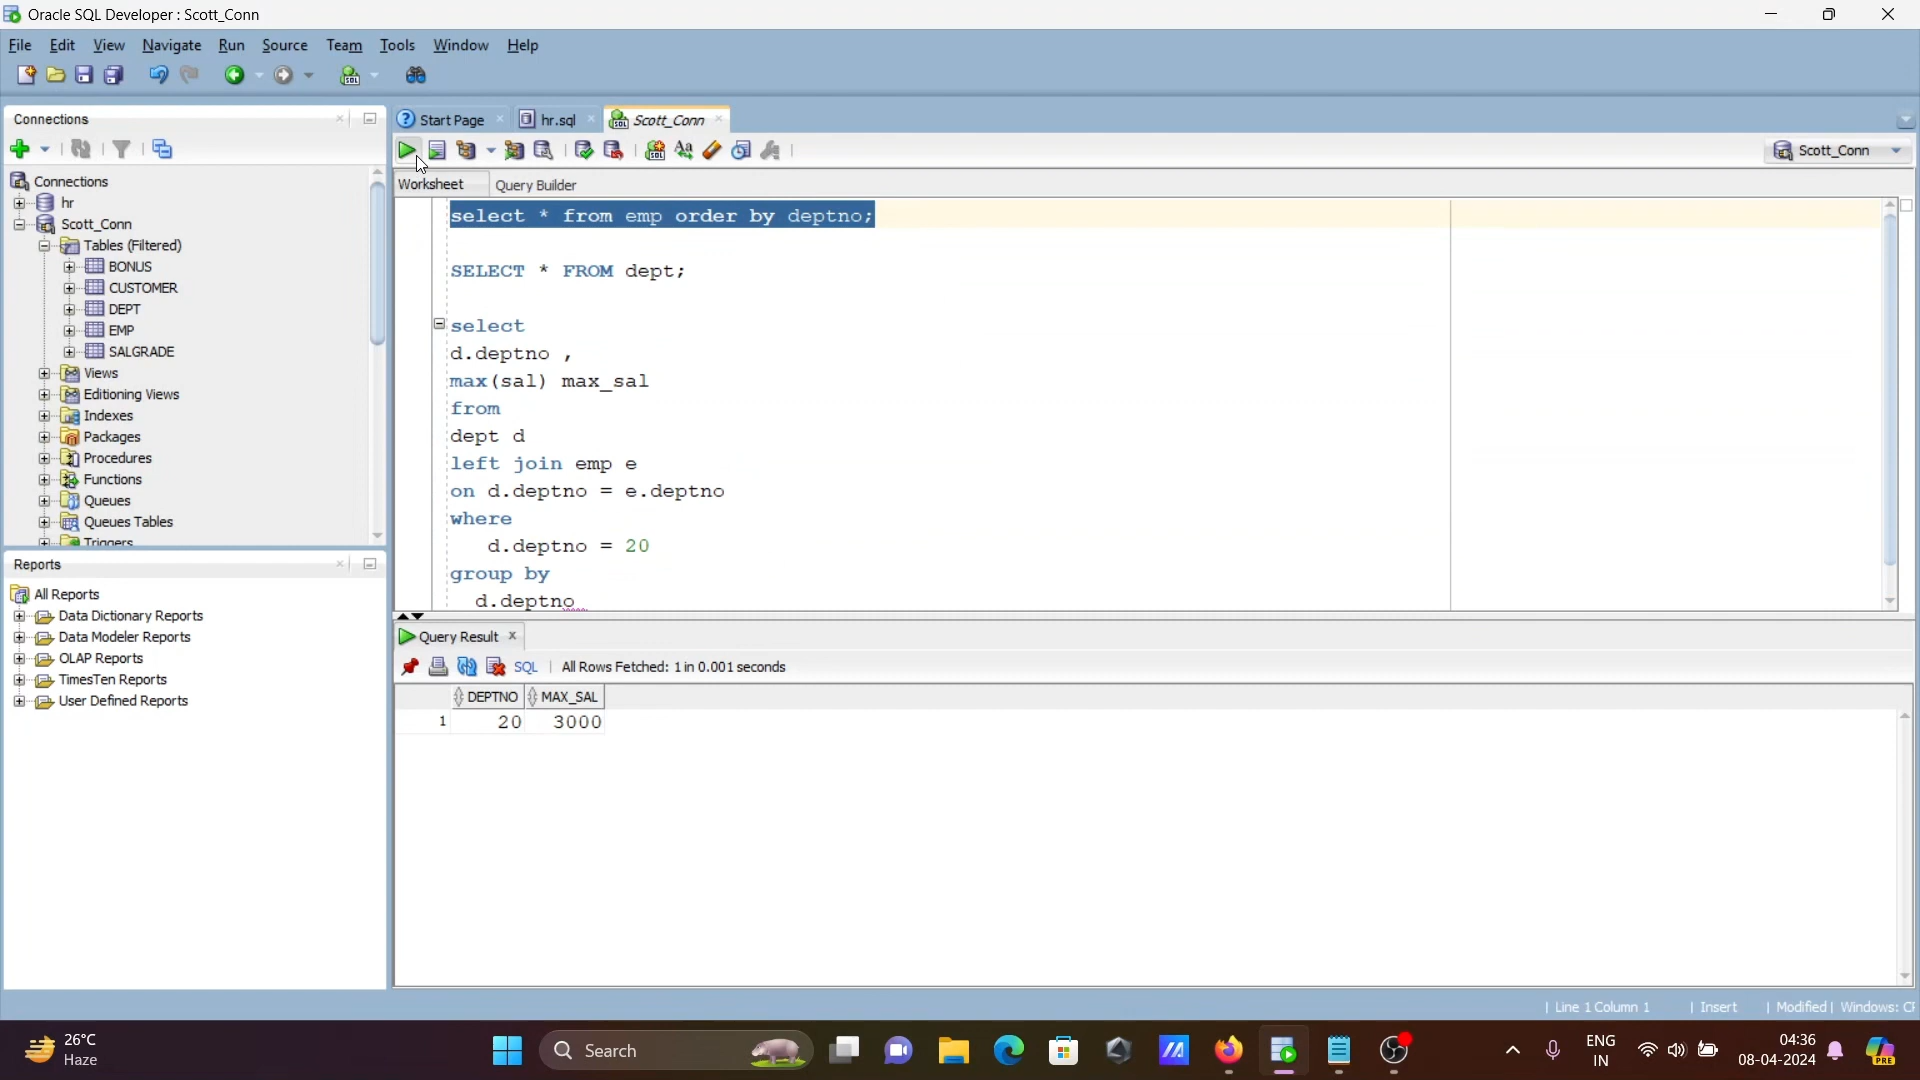 Oracle SQL Developer : Scott_Conn
File Edit View Navigate Run Source Team Tools Window Help
Connections
Start Page
hr.sql
Scott_Conn
Scott_Conn
Worksheet
Query Builder
Connections
hr
Scott_Conn
Tables (Filtered)
BONUS
CUSTOMER
DEPT
EMP
SALGRADE
Views
Editioning Views
Indexes
Packages
Procedures
Functions
Queues
Queues Tables
Triggers
select * from emp order by deptno;
SELECT * FROM dept;
select
d.deptno ,
max(sal) max_sal
from
dept d
left join emp e
on d.deptno = e.deptno
where
d.deptno = 20
group by
d.deptno
Reports
All Reports
Data Dictionary Reports
Data Modeler Reports
OLAP Reports
TimesTen Reports
User Defined Reports
Query Result
SQL
All Rows Fetched: 1 in 0.001 seconds
DEPTNO MAX_SAL
1 20 3000
Line 1 Column 1
Insert
Modified
Windows: CF
26°C
Haze
Search
ENG
IN
04:36
08-04-2024
PRE